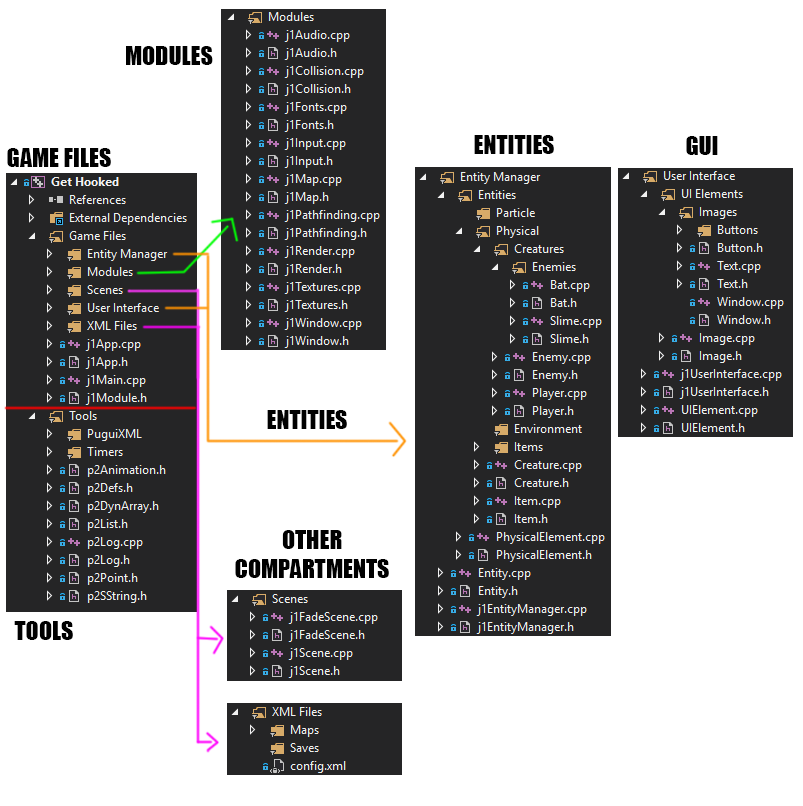 MODULES
Modules
j1Audio.cpp
j1Audio.h
j1Collision.cpp
j1Collision.h
j1Fonts.cpp
j1Fonts.h
j1Input.cpp
j1Input.h
j1Map.cpp
j1Map.h
j1Pathfinding.cpp
j1Pathfinding.h
j1Render.cpp
j1Render.h
j1Textures.cpp
j1Textures.h
j1Window.cpp
j1Window.h
GAME FILES
Get Hooked
References
External Dependencies
Game Files
Entity Manager
Modules
Scenes
User Interface
XML Files
j1App.cpp
j1App.h
j1Main.cpp
j1Module.h
Tools
PuguiXML
Timers
p2Animation.h
p2Defs.h
p2DynArray.h
p2List.h
p2Log.cpp
p2Log.h
p2Point.h
p2SString.h
TOOLS
ENTITIES
ENTITIES
Entity Manager
Entities
Particle
Physical
Creatures
Enemies
Bat.cpp
Bat.h
Slime.cpp
Slime.h
Enemy.cpp
Enemy.h
Player.cpp
Player.h
Environment
Items
Creature.cpp
Creature.h
Item.cpp
Item.h
PhysicalElement.cpp
PhysicalElement.h
Entity.cpp
Entity.h
j1EntityManager.cpp
j1EntityManager.h
GUI
User Interface
UI Elements
Images
Buttons
Button.h
Text.cpp
Text.h
Window.cpp
Window.h
Image.cpp
Image.h
j1UserInterface.cpp
j1UserInterface.h
UIElement.cpp
UIElement.h
OTHER
COMPARTMENTS
Scenes
j1FadeScene.cpp
j1FadeScene.h
j1Scene.cpp
j1Scene.h
XML Files
Maps
Saves
config.xml